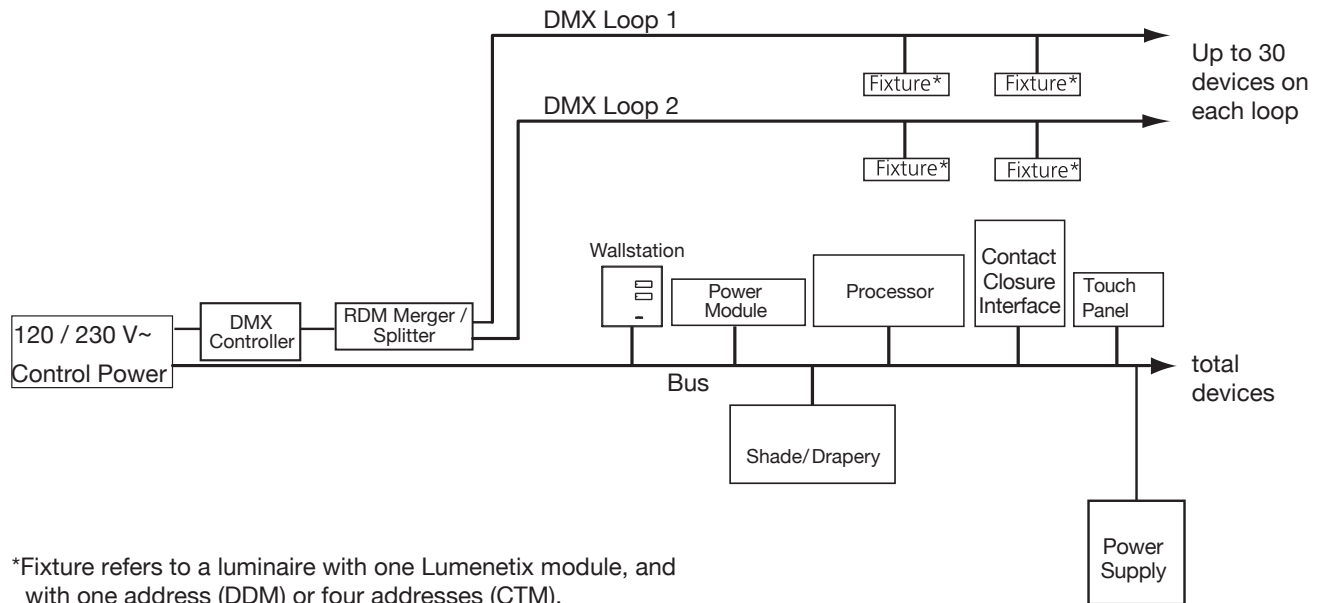 DMX Loop 1
Up to 30
devices on
each loop
Fixture*
Fixture*
DMX Loop 2
Fixture*
Fixture*
Wallstation
Power
Module
Processor
Contact
Closure
Interface
Touch
Panel
120 / 230 V~
Control Power
DMX
Controller
RDM Merger /
Splitter
Bus
total
devices
Shade/Drapery
Power
Supply
*Fixture refers to a luminaire with one Lumenetix module, and
with one address (DDM) or four addresses (CTM).